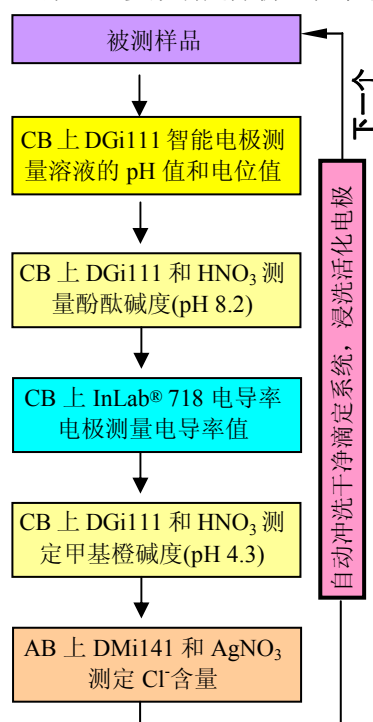 被测样品
CB 上 DGi111 智能电极测
量溶液的 pH 值和电位值
CB 上 DGi111 和 HNO₃ 测
量酚酞碱度(pH 8.2)
CB 上 InLab® 718 电导率
电极测量电导率值
CB 上 DGi111 和 HNO₃ 测
定甲基橙碱度(pH 4.3)
AB 上 DMi141 和 AgNO₃
测定 Cl⁻含量
自动冲洗干净滴定系统，浸洗活化电极
下一个